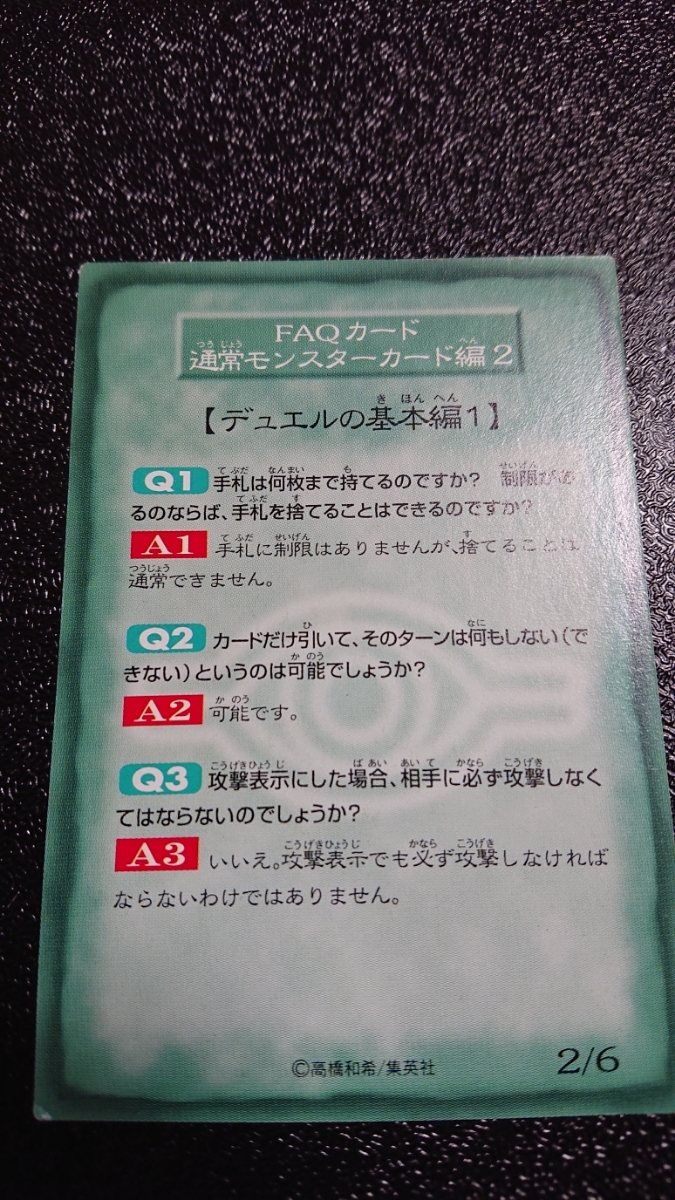 FAQカード
通常モンスターカード編2
【デュエルの基本編1】
Q1 手札は何枚まで持てるのですか? 制限があ
るのならば、手札を捨てることはできるのですか?
A1 手札に制限はありませんが、捨てることは
通常できません。
Q2 カードだけ引いて、そのターンは何もしない(で
きない)というのは可能でしょうか?
A2 可能です。
Q3 攻撃表示にした場合、相手に必ず攻撃しなく
てはならないのでしょうか?
A3 いいえ。攻撃表示でも必ず攻撃しなければ
ならないわけではありません。
©高橋和希/集英社
2/6